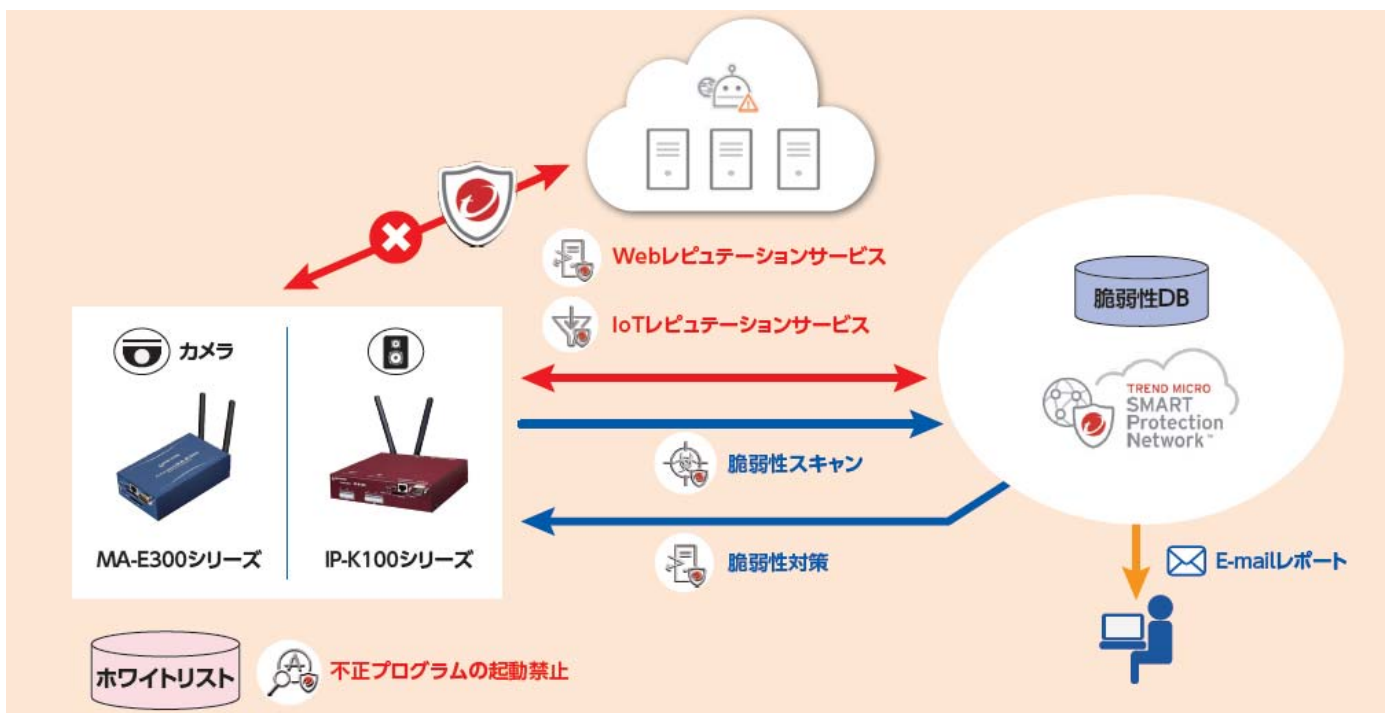 Webレピュテーションサービス
IoTレピュテーションサービス
脆弱性DB
TREND MICRO
SMART
Protection
Network™
カメラ
MA-E300シリーズ
IP-K100シリーズ
脆弱性スキャン
脆弱性対策
E-mailレポート
ホワイトリスト
不正プログラムの起動禁止